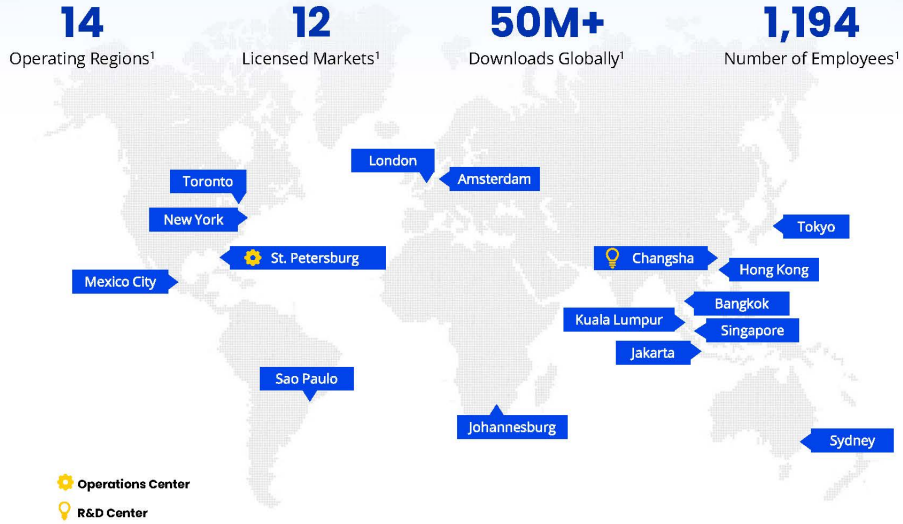 14
Operating Regions¹
12
Licensed Markets¹
50M+
Downloads Globally¹
1,194
Number of Employees¹
London
Amsterdam
Toronto
New York
Tokyo
St. Petersburg
Changsha
Hong Kong
Mexico City
Bangkok
Kuala Lumpur
Singapore
Jakarta
Sao Paulo
Johannesburg
Sydney
Operations Center
R&D Center